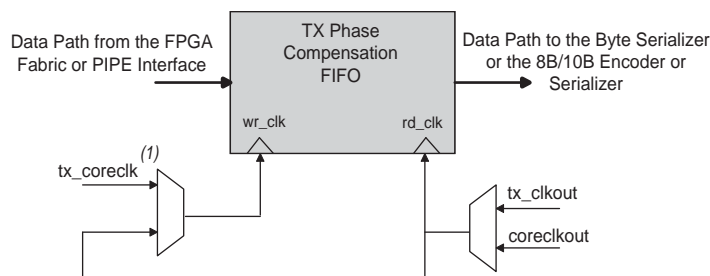 TX Phase
Compensation
FIFO
Data Path from the FPGA
Fabric or PIPE Interface
Data Path to the Byte Serializer
or the 8B/10B Encoder or
Serializer
wr_clk
rd_clk
(1)
tx_coreclk
tx_clkout
coreclkout